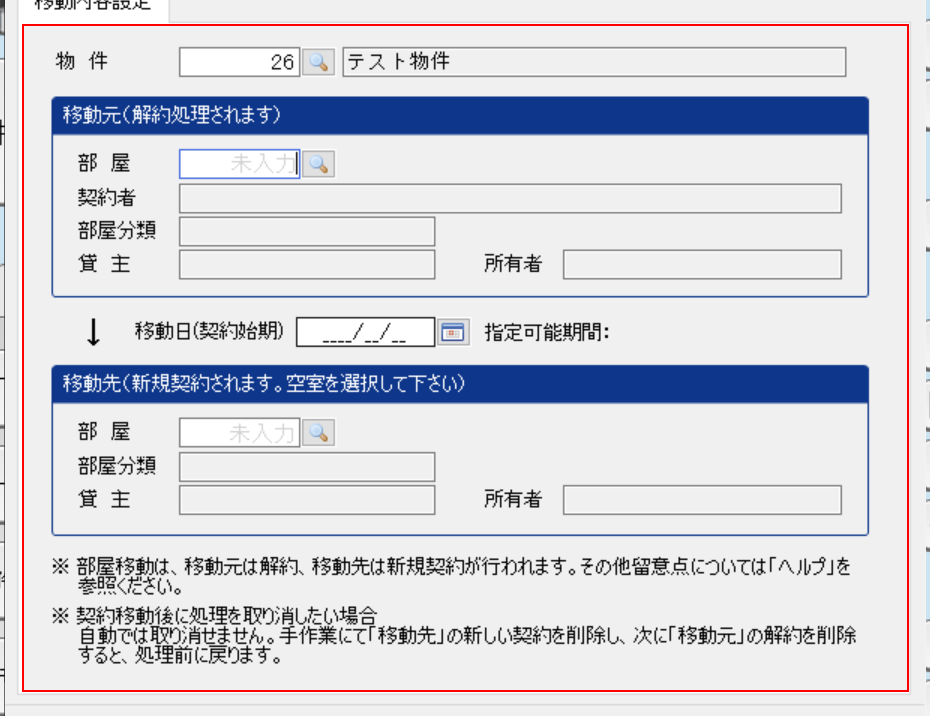 移動内容設定
物 件 26 テスト物件
移動元(解約処理されます)
部 屋 未入力
契約者
部屋分類
貸 主 所有者
↓ 移動日(契約始期) ____/__/__ 指定可能期間:
移動先(新規契約されます。空室を選択して下さい)
部 屋 未入力
部屋分類
貸 主 所有者
※ 部屋移動は、移動元は解約、移動先は新規契約が行われます。その他留意点については「ヘルプ」を
参照ください。
※ 契約移動後に処理を取り消したい場合
自動では取り消せません。手作業にて「移動先」の新しい契約を削除し、次に「移動元」の解約を削除
すると、処理前に戻ります。